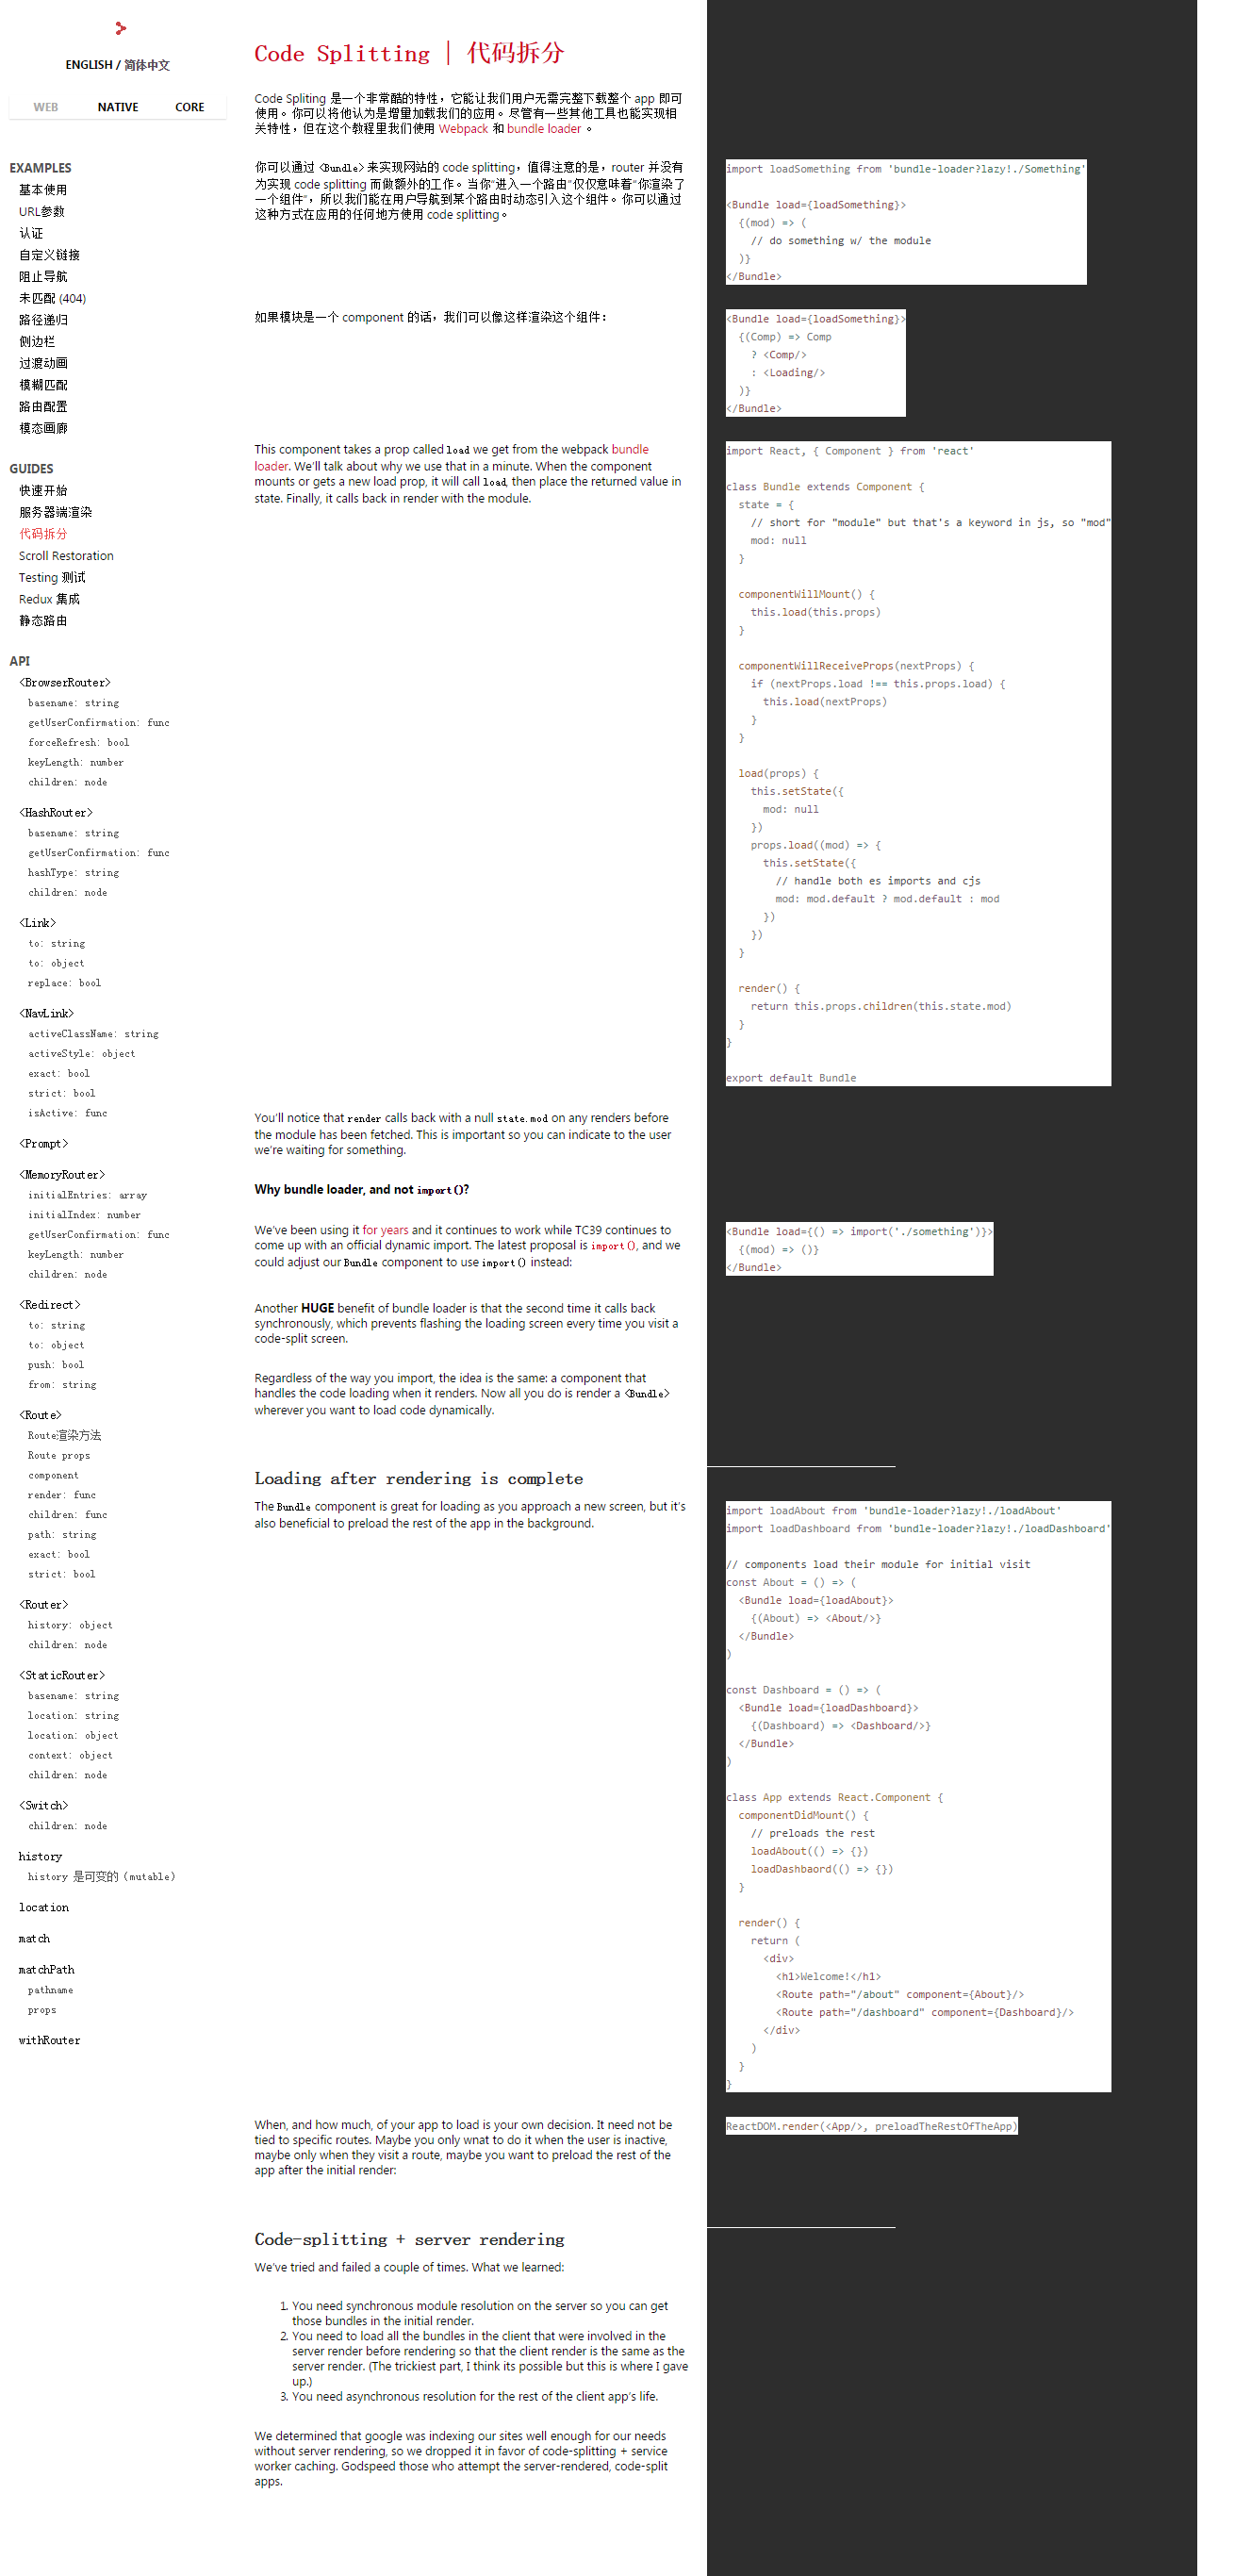 ENGLISH / 简体中文
WEB NATIVE CORE
EXAMPLES
基本使用
URL参数
认证
自定义链接
阻止导航
未匹配 (404)
路径递归
侧边栏
过渡动画
模糊匹配
路由配置
模态画廊
GUIDES
快速开始
服务器端渲染
代码拆分
Scroll Restoration
Testing 测试
Redux 集成
静态路由
API
<BrowserRouter>
basename: string
getUserConfirmation: func
forceRefresh: bool
keyLength: number
children: node
<HashRouter>
basename: string
getUserConfirmation: func
hashType: string
children: node
<Link>
to: string
to: object
replace: bool
<NavLink>
activeClassName: string
activeStyle: object
exact: bool
strict: bool
isActive: func
<Prompt>
<MemoryRouter>
initialEntries: array
initialIndex: number
getUserConfirmation: func
keyLength: number
children: node
<Redirect>
to: string
to: object
push: bool
from: string
<Route>
Route渲染方法
Route props
component
render: func
children: func
path: string
exact: bool
strict: bool
<Router>
history: object
children: node
<StaticRouter>
basename: string
location: string
location: object
context: object
children: node
<Switch>
children: node
history
history 是可变的（mutable）
location
match
matchPath
pathname
props
withRouter
Code Splitting | 代码拆分
Code Spliting 是一个非常酷的特性，它能让我们用户无需完整下载整个 app 即可
使用。你可以将他认为是增量加载我们的应用。尽管有一些其他工具也能实现相
关特性，但在这个教程里我们使用 Webpack 和 bundle loader 。
你可以通过 <Bundle> 来实现网站的 code splitting，值得注意的是，router 并没有
为实现 code splitting 而做额外的工作。当你“进入一个路由”仅仅意味着“你渲染了
一个组件”，所以我们能在用户导航到某个路由时动态引入这个组件。你可以通过
这种方式在应用的任何地方使用 code splitting。
import loadSomething from 'bundle-loader?lazy!./Something'
<Bundle load={loadSomething}>
{(mod) => (
// do something w/ the module
)}
</Bundle>
如果模块是一个 component 的话，我们可以像这样渲染这个组件：
<Bundle load={loadSomething}>
{(Comp) => Comp
? <Comp/>
: <Loading/>
)}
</Bundle>
This component takes a prop called load we get from the webpack bundle
loader. We'll talk about why we use that in a minute. When the component
mounts or gets a new load prop, it will call load, then place the returned value in
state. Finally, it calls back in render with the module.
import React, { Component } from 'react'
class Bundle extends Component {
state = {
// short for "module" but that's a keyword in js, so "mod"
mod: null
}
componentWillMount() {
this.load(this.props)
}
componentWillReceiveProps(nextProps) {
if (nextProps.load !== this.props.load) {
this.load(nextProps)
}
}
load(props) {
this.setState({
mod: null
})
props.load((mod) => {
this.setState({
// handle both es imports and cjs
mod: mod.default ? mod.default : mod
})
})
}
render() {
return this.props.children(this.state.mod)
}
}
export default Bundle
You'll notice that render calls back with a null state.mod on any renders before
the module has been fetched. This is important so you can indicate to the user
we're waiting for something.
Why bundle loader, and not import()?
We've been using it for years and it continues to work while TC39 continues to
come up with an official dynamic import. The latest proposal is import(), and we
could adjust our Bundle component to use import() instead:
<Bundle load={() => import('./something')}>
{(mod) => ()}
</Bundle>
Another HUGE benefit of bundle loader is that the second time it calls back
synchronously, which prevents flashing the loading screen every time you visit a
code-split screen.
Regardless of the way you import, the idea is the same: a component that
handles the code loading when it renders. Now all you do is render a <Bundle>
wherever you want to load code dynamically.
Loading after rendering is complete
The Bundle component is great for loading as you approach a new screen, but it's
also beneficial to preload the rest of the app in the background.
import loadAbout from 'bundle-loader?lazy!./loadAbout'
import loadDashboard from 'bundle-loader?lazy!./loadDashboard'
// components load their module for initial visit
const About = () => (
<Bundle load={loadAbout}>
{(About) => <About/>}
</Bundle>
)
const Dashboard = () => (
<Bundle load={loadDashboard}>
{(Dashboard) => <Dashboard/>}
</Bundle>
)
class App extends React.Component {
componentDidMount() {
// preloads the rest
loadAbout(() => {})
loadDashbaord(() => {})
}
render() {
return (
<div>
<h1>Welcome!</h1>
<Route path="/about" component={About}/>
<Route path="/dashboard" component={Dashboard}/>
</div>
)
}
}
When, and how much, of your app to load is your own decision. It need not be
tied to specific routes. Maybe you only wnat to do it when the user is inactive,
maybe only when they visit a route, maybe you want to preload the rest of the
app after the initial render:
ReactDOM.render(<App/>, preloadTheRestOfTheApp)
Code-splitting + server rendering
We've tried and failed a couple of times. What we learned:
1. You need synchronous module resolution on the server so you can get
those bundles in the initial render.
2. You need to load all the bundles in the client that were involved in the
server render before rendering so that the client render is the same as the
server render. (The trickiest part, I think its possible but this is where I gave
up.)
3. You need asynchronous resolution for the rest of the client app's life.
We determined that google was indexing our sites well enough for our needs
without server rendering, so we dropped it in favor of code-splitting + service
worker caching. Godspeed those who attempt the server-rendered, code-split
apps.